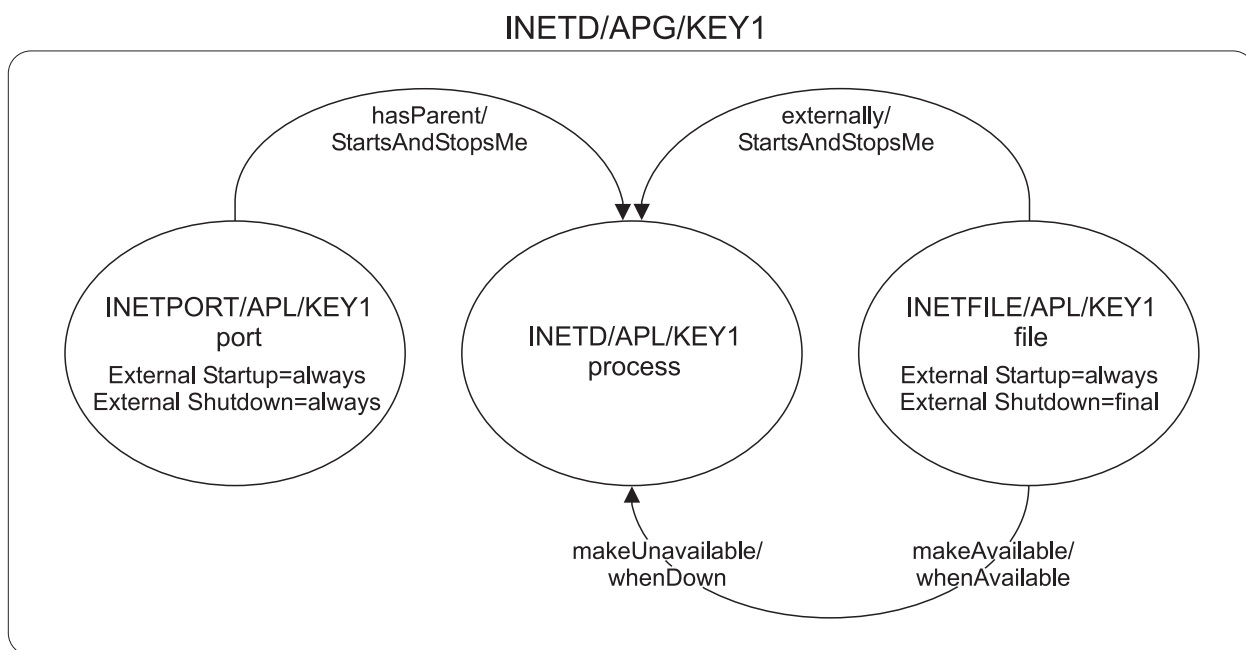 INETD/APG/KEY1
hasParent/
StartsAndStopsMe
externally/
StartsAndStopsMe
INETPORT/APL/KEY1
port
External Startup=always
External Shutdown=always
INETD/APL/KEY1
process
INETFILE/APL/KEY1
file
External Startup=always
External Shutdown=final
makeUnavailable/
whenDown
makeAvailable/
whenAvailable